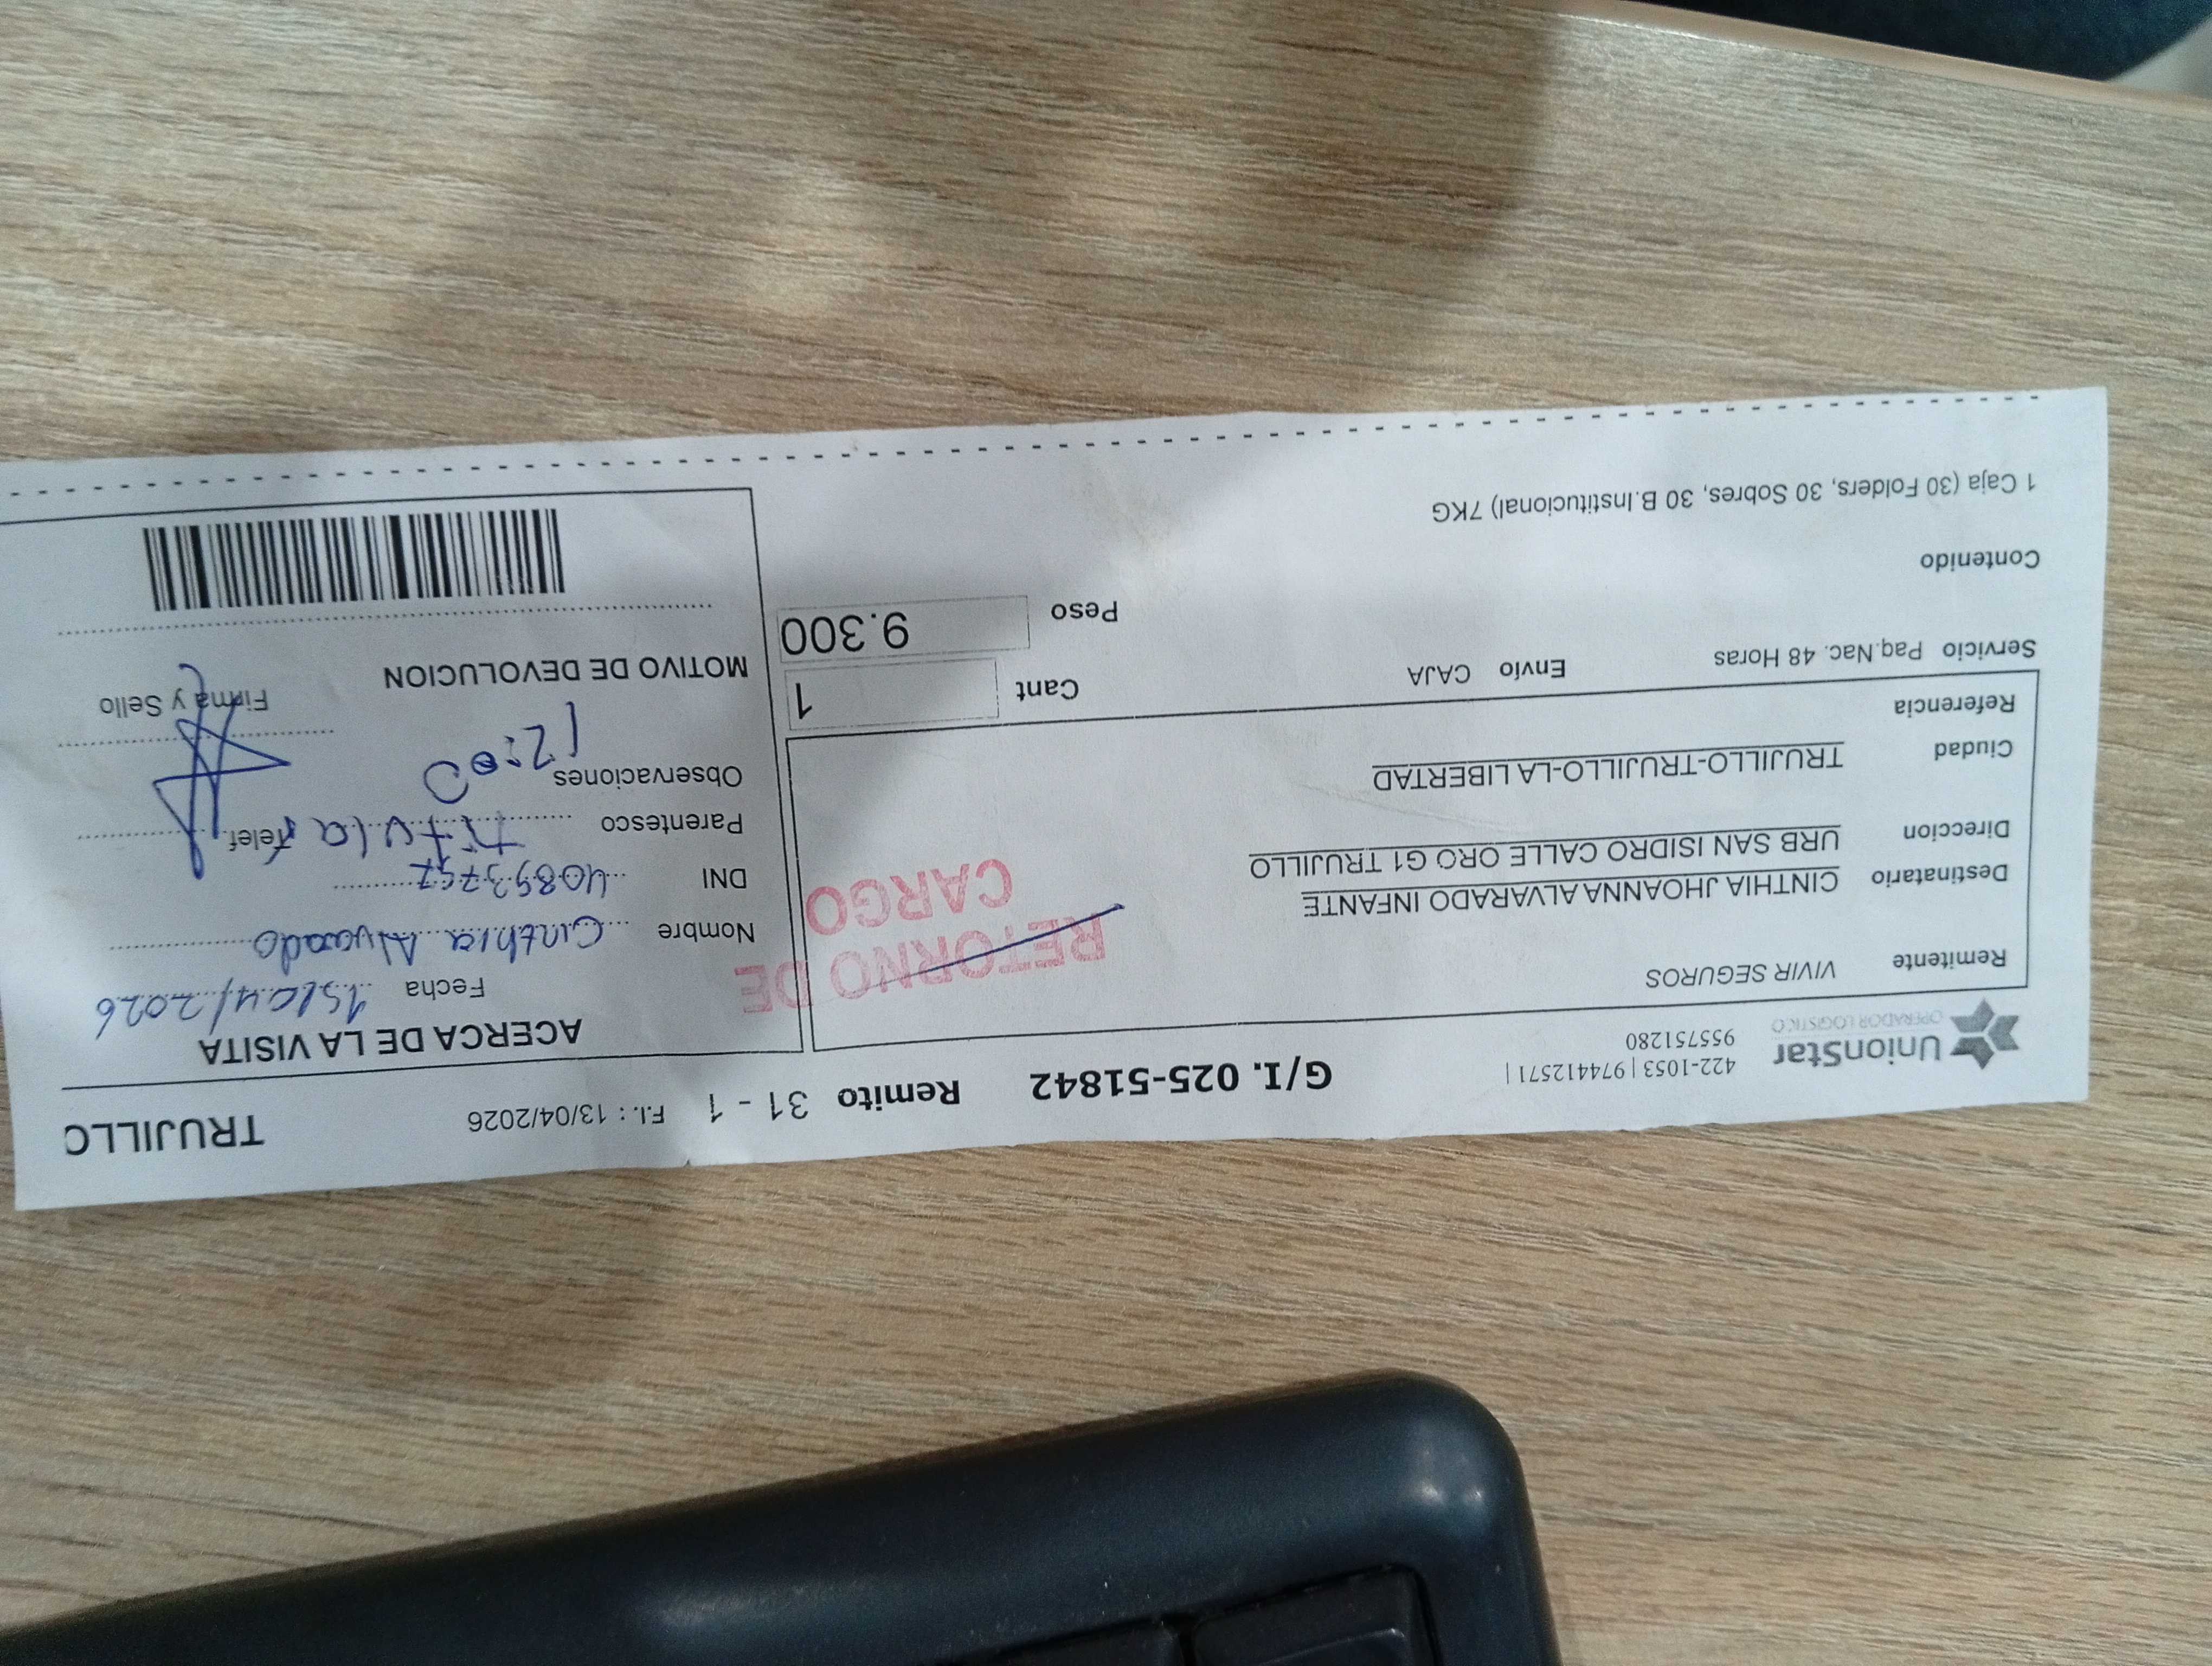 UnionStar
OPERADOR LOGISTICO
422-1053 | 974412571 |
955751280
G/I. 025-51842
Remito 31 - 1
F.I. : 13/04/2026
TRUJILLO
Remitente VIVIR SEGUROS
Destinatario CINTHIA JHOANNA ALVARADO INFANTE
Direccion URB SAN ISIDRO CALLE ORO G1 TRUJILLO
Ciudad TRUJILLO-TRUJILLO-LA LIBERTAD
Referencia
RETORNO DE
CARGO
Servicio Paq.Nac. 48 Horas
Envío CAJA
Cant 1
Peso 9.300
Contenido
1 Caja (30 Folders, 30 Sobres, 30 B.Institucional) 7KG
ACERCA DE LA VISITA
Fecha 15/04/2026
Nombre Cinthia Alvarado
DNI
Parentesco titular Telef
Observaciones 12:00
MOTIVO DE DEVOLUCION
Firma y Sello